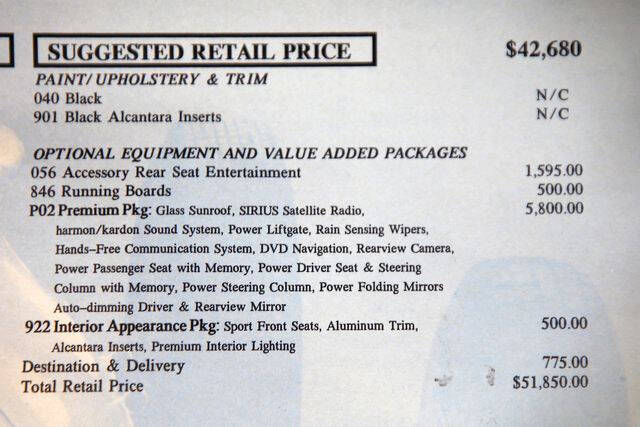 SUGGESTED RETAIL PRICE $42,680
PAINT/UPHOLSTERY & TRIM
040 Black N/C
901 Black Alcantara Inserts N/C
OPTIONAL EQUIPMENT AND VALUE ADDED PACKAGES
056 Accessory Rear Seat Entertainment 1,595.00
846 Running Boards 500.00
P02 Premium Pkg: Glass Sunroof, SIRIUS Satellite Radio, 5,800.00
harmon/kardon Sound System, Power Liftgate, Rain Sensing Wipers,
Hands-Free Communication System, DVD Navigation, Rearview Camera,
Power Passenger Seat with Memory, Power Driver Seat & Steering
Column with Memory, Power Steering Column, Power Folding Mirrors
Auto-dimming Driver & Rearview Mirror
922 Interior Appearance Pkg: Sport Front Seats, Aluminum Trim, 500.00
Alcantara Inserts, Premium Interior Lighting
Destination & Delivery 775.00
Total Retail Price $51,850.00